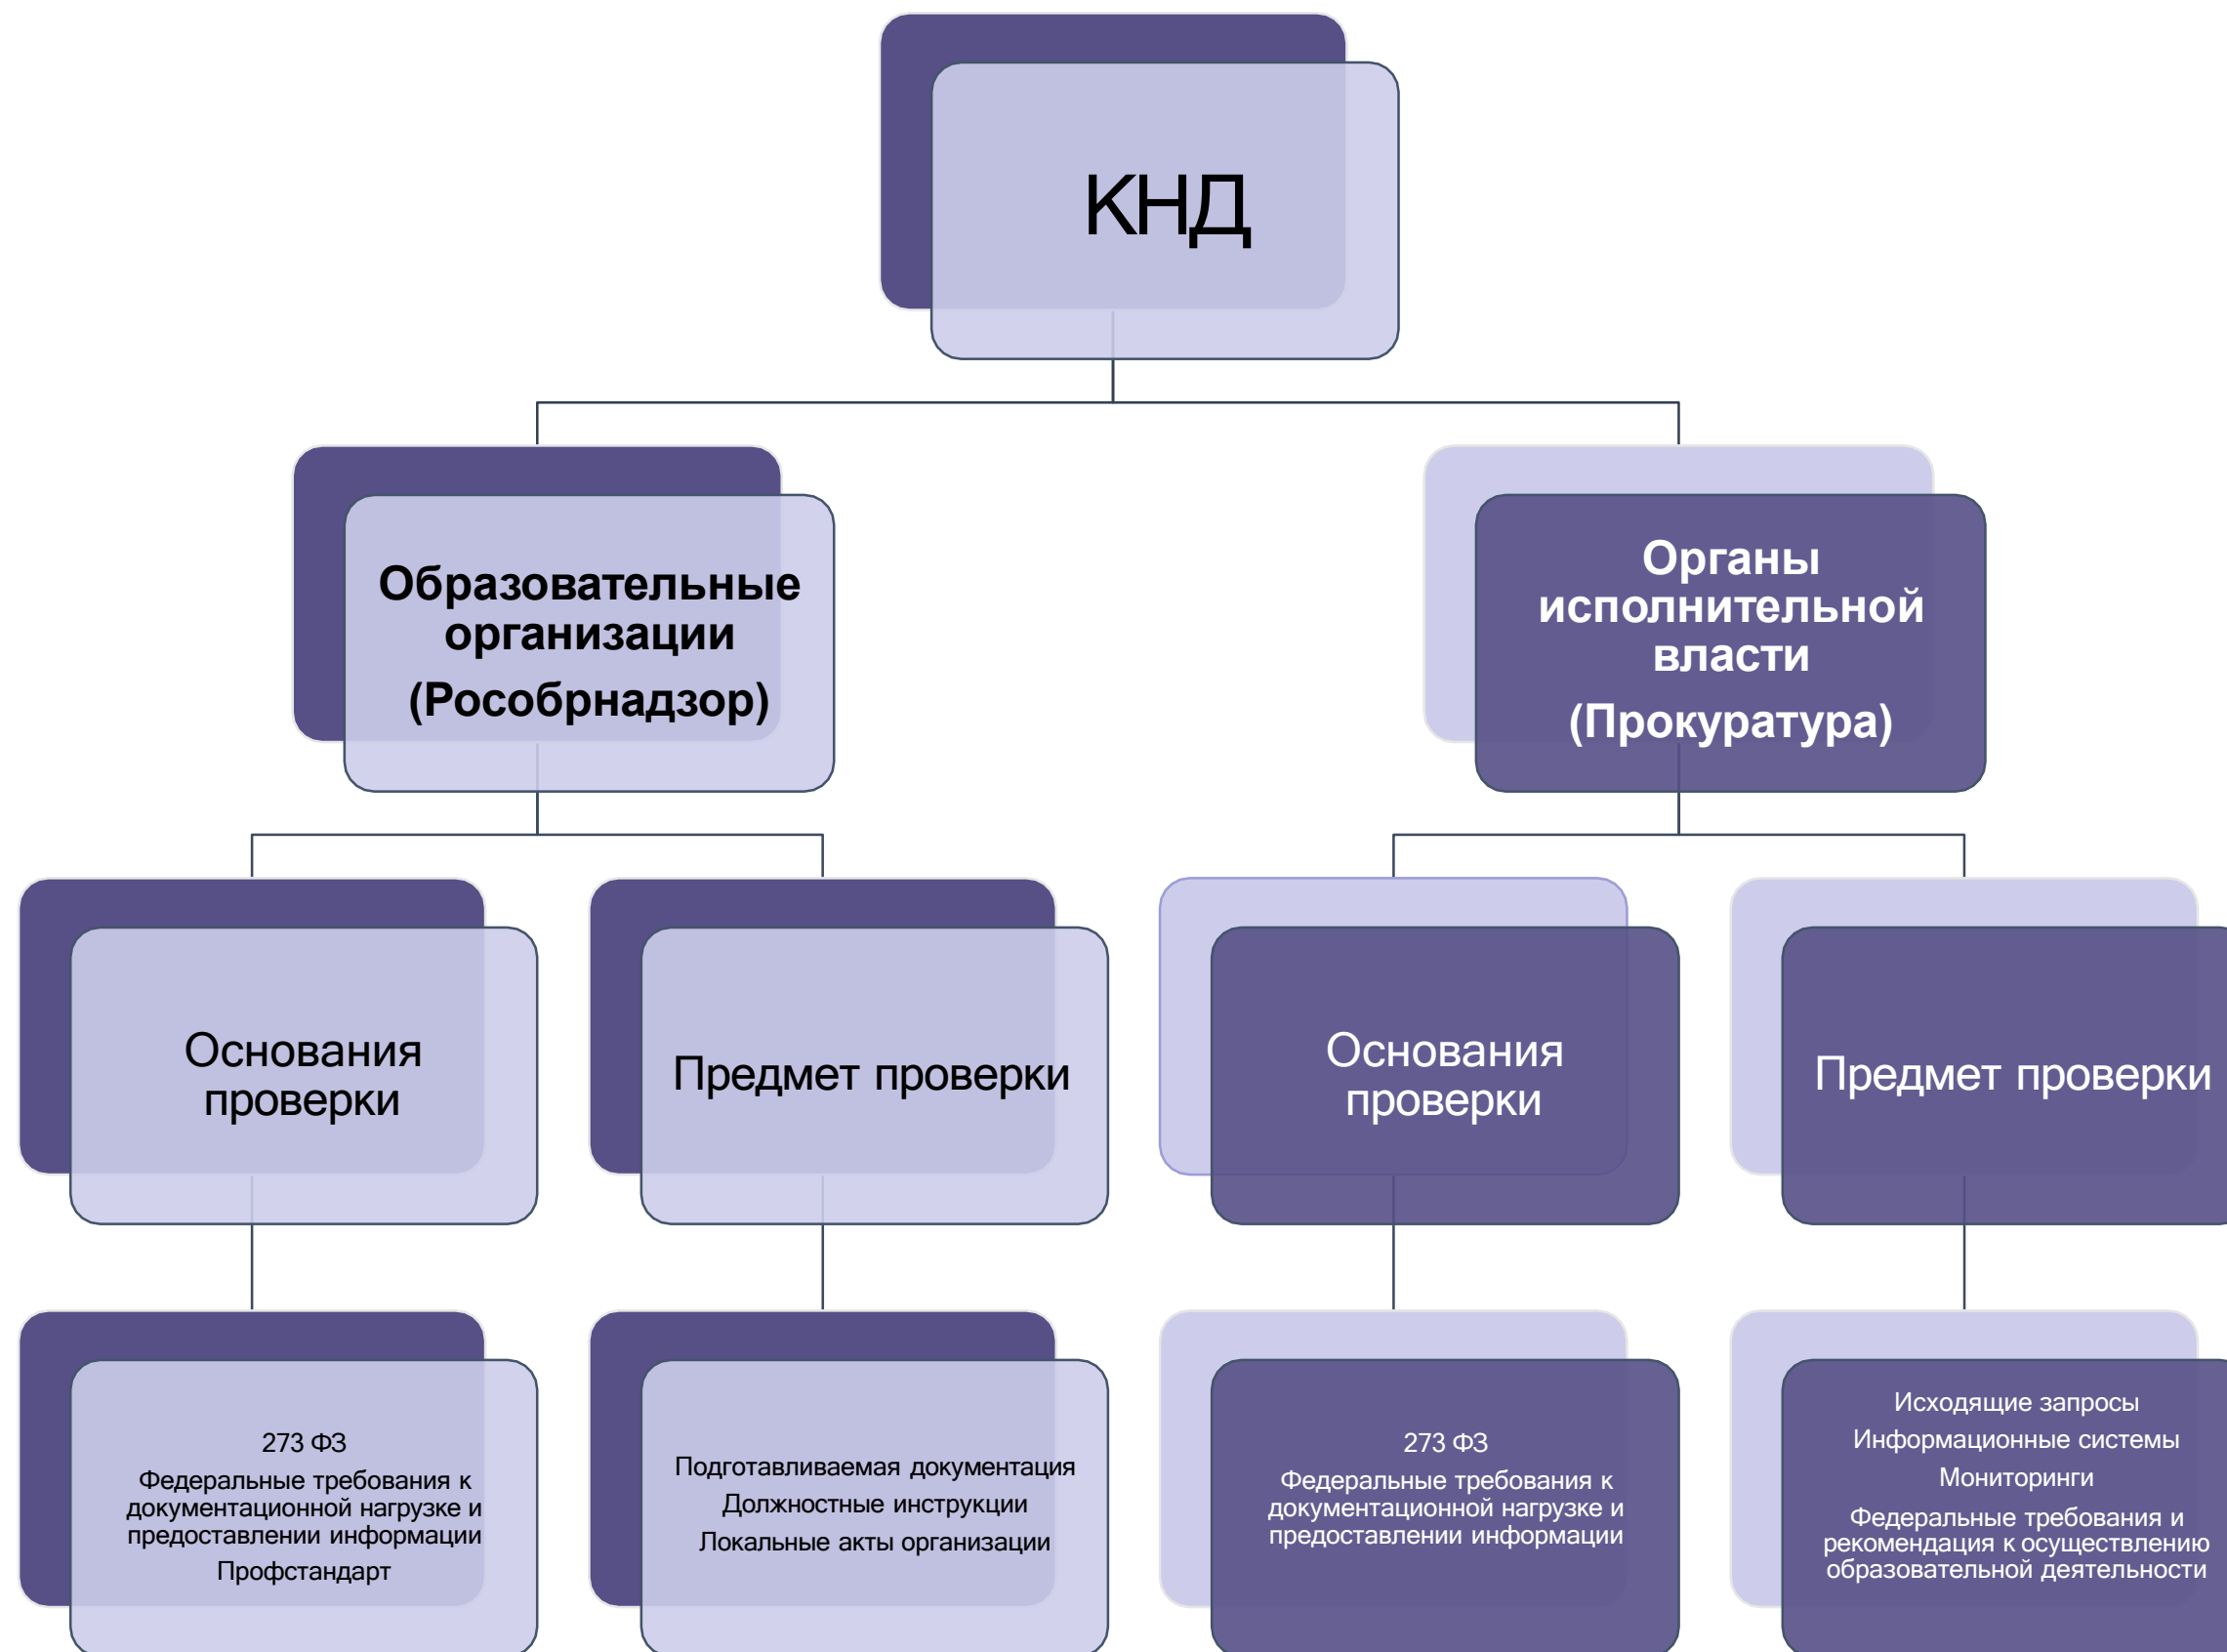 КНД
Образовательные
организации
(Рособрнадзор)
Органы
исполнительной
власти
(Прокуратура)
Основания
проверки
Предмет проверки
Основания
проверки
Предмет проверки
273 ФЗ
Федеральные требования к
документационной нагрузке и
предоставлении информации
Профстандарт
Подготавливаемая документация
Должностные инструкции
Локальные акты организации
273 ФЗ
Федеральные требования к
документационной нагрузке и
предоставлении информации
Исходящие запросы
Информационные системы
Мониторинги
Федеральные требования и
рекомендация к осуществлению
образовательной деятельности